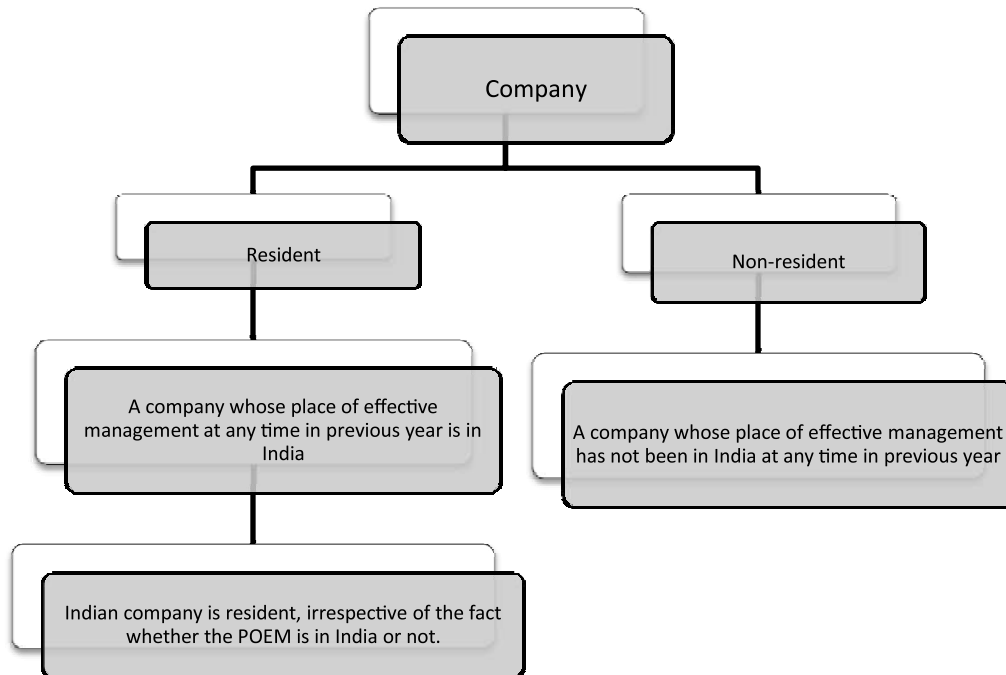 Company
Resident
Non-resident
A company whose place of effective
management at any time in previous year is in
India
A company whose place of effective management
has not been in India at any time in previous year
Indian company is resident, irrespective of the fact
whether the POEM is in India or not.